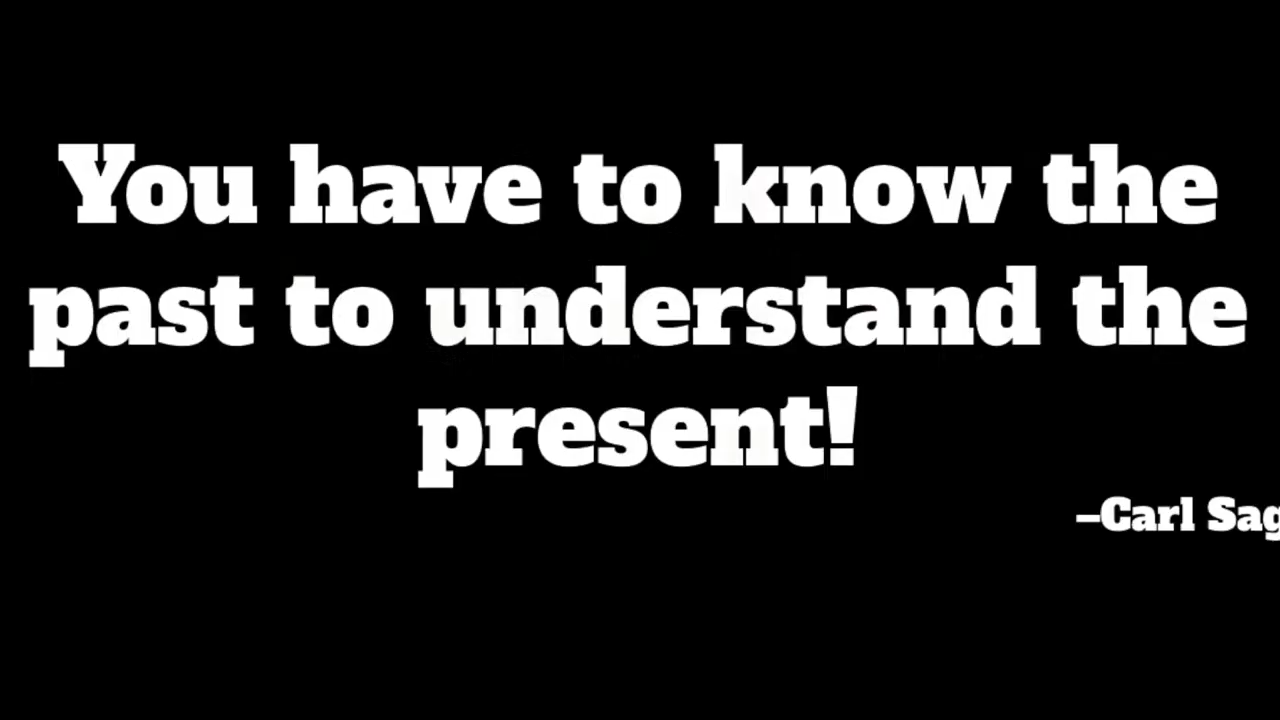 You have to know the
past to understand the
present!
–Carl Sag